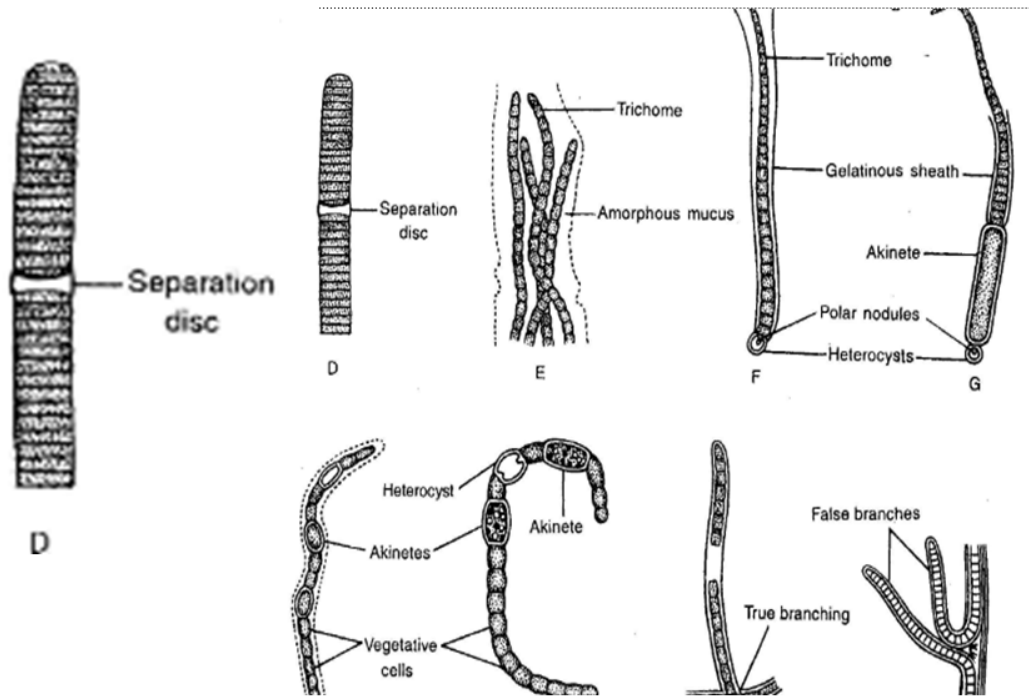 Separation
disc
D
Separation
disc
D
Trichome
Amorphous mucus
E
Trichome
Gelatinous sheath
Akinete
Polar nodules
Heterocysts
F
G
Heterocyst
Akinete
Akinetes
Vegetative
cells
True branching
False branches